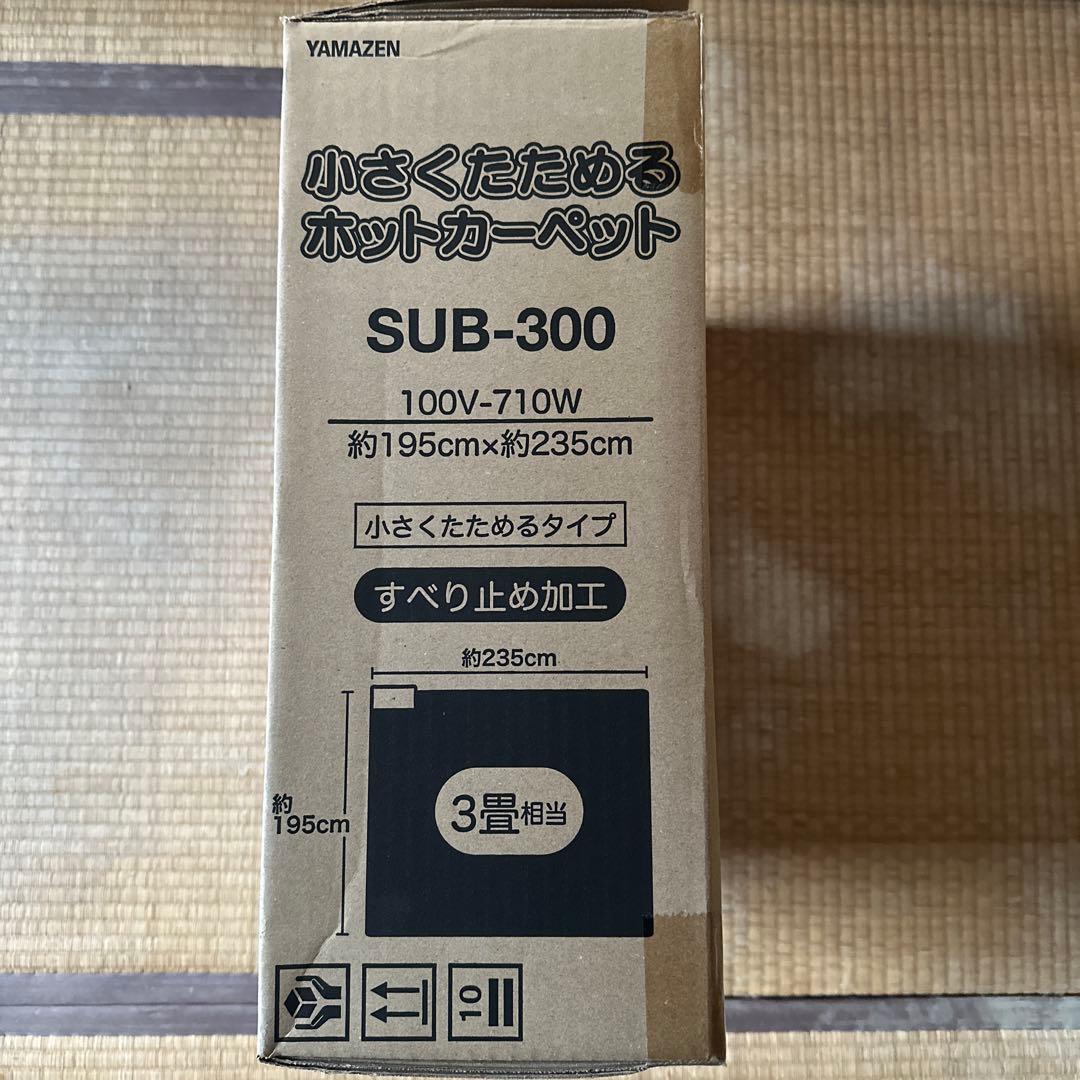 YAMAZEN
小さくたためる
ホットカーペット
SUB-300
100V-710W
約195cm×約235cm
小さくたためるタイプ
すべり止め加工
約235cm
約
195cm
3畳相当
10